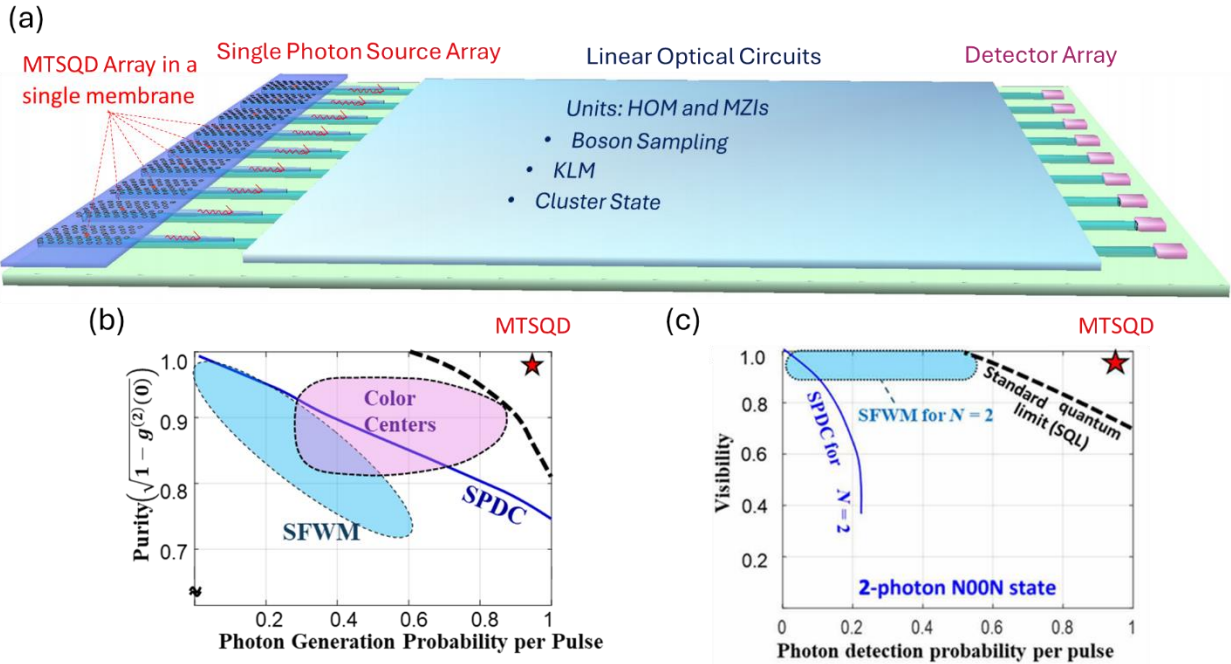 (a)
Single Photon Source Array
Linear Optical Circuits
Detector Array
MTSQD Array in a
single membrane
Units: HOM and MZIs
• Boson Sampling
• KLM
• Cluster State
(b)
MTSQD
Purity(√1 − g(2)(0))
1.0
0.9
0.8
0.7
Color
Centers
SPDC
SFWM
0.2
0.4
0.6
0.8
1
Photon Generation Probability per Pulse
(c)
MTSQD
Visibility
1.0
0.8
0.6
0.4
0.2
SPDC for N = 2
SFWM for N = 2
Standard quantum
limit (SQL)
2-photon N00N state
0
0.2
0.4
0.6
0.8
1
Photon detection probability per pulse